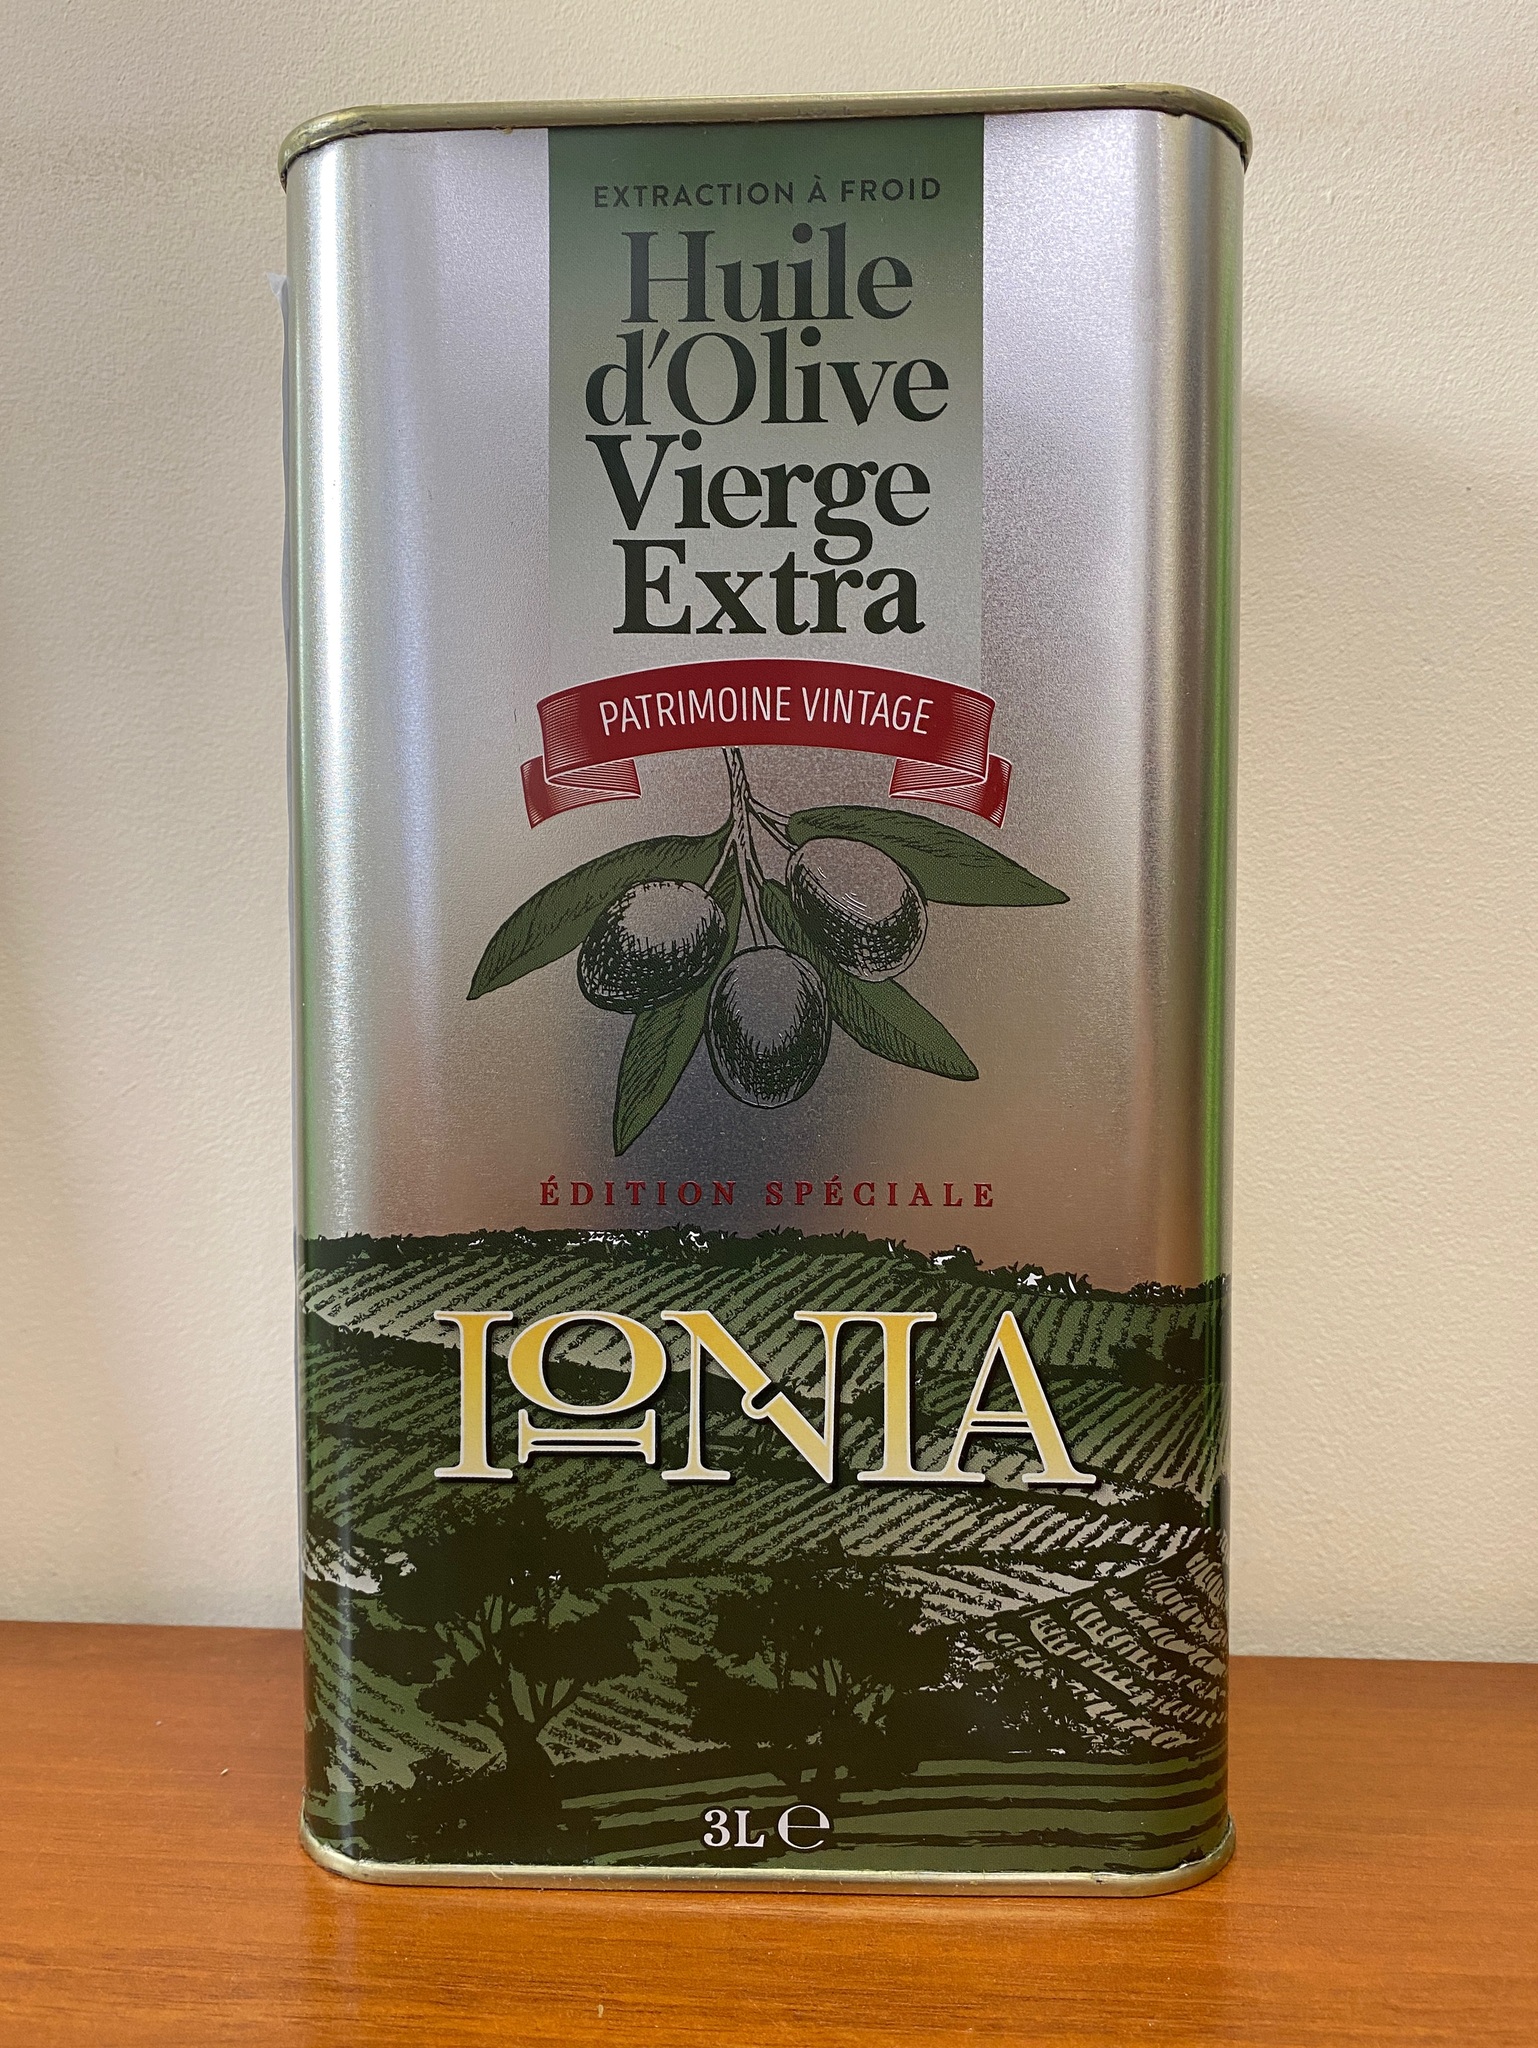 EXTRACTION À FROID
Huile
d'Olive
Vierge
Extra
PATRIMOINE VINTAGE
ÉDITION SPÉCIALE
IONIA
3L ℮